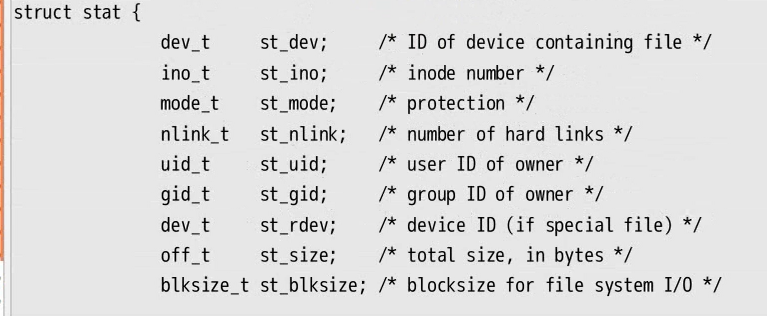 struct stat {
dev_t st_dev; /* ID of device containing file */
ino_t st_ino; /* inode number */
mode_t st_mode; /* protection */
nlink_t st_nlink; /* number of hard links */
uid_t st_uid; /* user ID of owner */
gid_t st_gid; /* group ID of owner */
dev_t st_rdev; /* device ID (if special file) */
off_t st_size; /* total size, in bytes */
blksize_t st_blksize; /* blocksize for file system I/O */